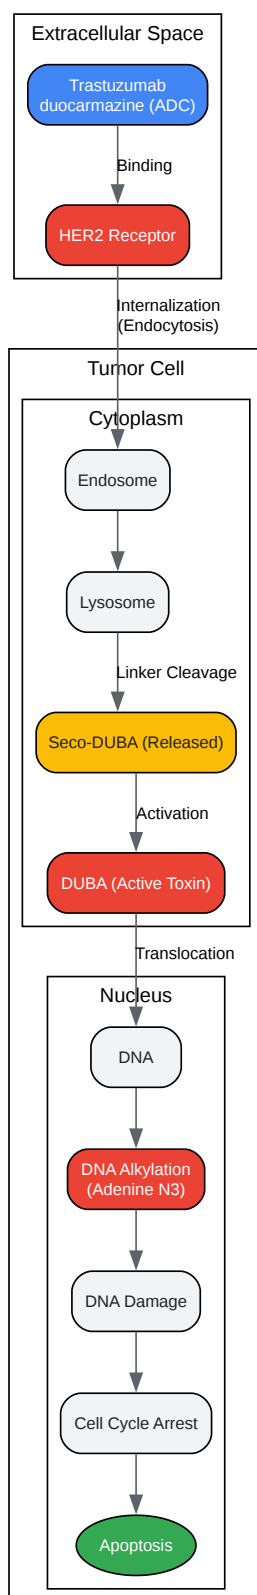 Extracellular Space
Trastuzumab
duocarmazine (ADC)
Binding
HER2 Receptor
Internalization
(Endocytosis)
Tumor Cell
Cytoplasm
Endosome
Lysosome
Linker Cleavage
Seco-DUBA (Released)
Activation
DUBA (Active Toxin)
Translocation
Nucleus
DNA
DNA Alkylation
(Adenine N3)
DNA Damage
Cell Cycle Arrest
Apoptosis